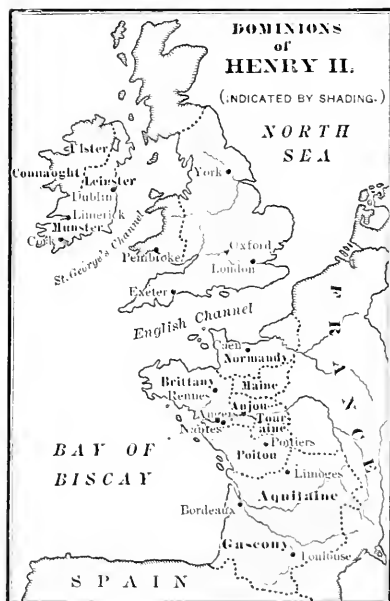 DOMINIONS
of
HENRY II.
(INDICATED BY SHADING.)
NORTH
SEA
Ulster
Connaught
Leinster
Dublin
Limerick
Munster
Cork
St. George's Channel
York
Pembroke
Oxford
London
Exeter
English Channel
Caen
Normandy
Brittany
Rennes
Maine
Angers
Anjou
Nantes
Tour
aine
Poitiers
Poitou
Limoges
FRANCE
BAY OF
BISCAY
Aquitaine
Bordeaux
Gascony
Toulouse
SPAIN